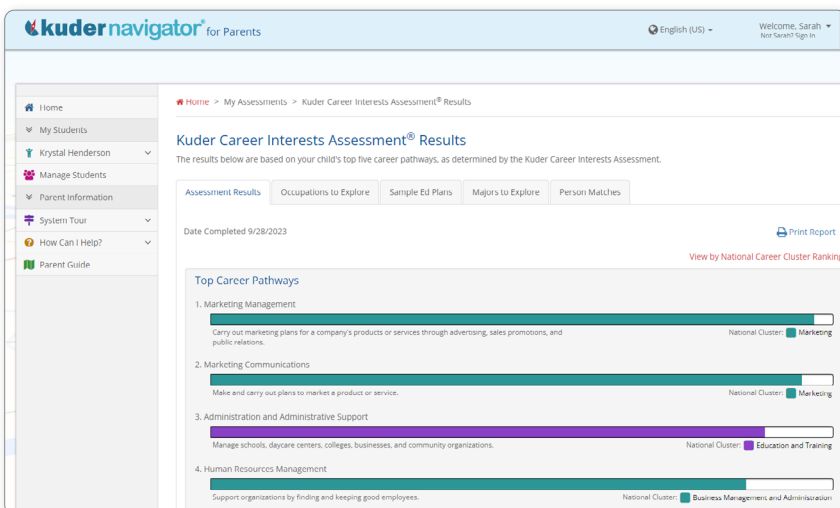 kuder navigator® for Parents
English (US)
Welcome, Sarah
Not Sarah? Sign In
Home
My Students
Krystal Henderson
Manage Students
Parent Information
System Tour
How Can I Help?
Parent Guide
Home > My Assessments > Kuder Career Interests Assessment® Results
Kuder Career Interests Assessment® Results
The results below are based on your child's top five career pathways, as determined by the Kuder Career Interests Assessment.
Assessment Results
Occupations to Explore
Sample Ed Plans
Majors to Explore
Person Matches
Date Completed 9/28/2023
Print Report
View by National Career Cluster Ranking
Top Career Pathways
1. Marketing Management
Carry out marketing plans for a company's products or services through advertising, sales promotions, and
public relations.
National Cluster: Marketing
2. Marketing Communications
Make and carry out plans to market a product or service.
National Cluster: Marketing
3. Administration and Administrative Support
Manage schools, daycare centers, colleges, businesses, and community organizations.
National Cluster: Education and Training
4. Human Resources Management
Support organizations by finding and keeping good employees.
National Cluster: Business Management and Administration